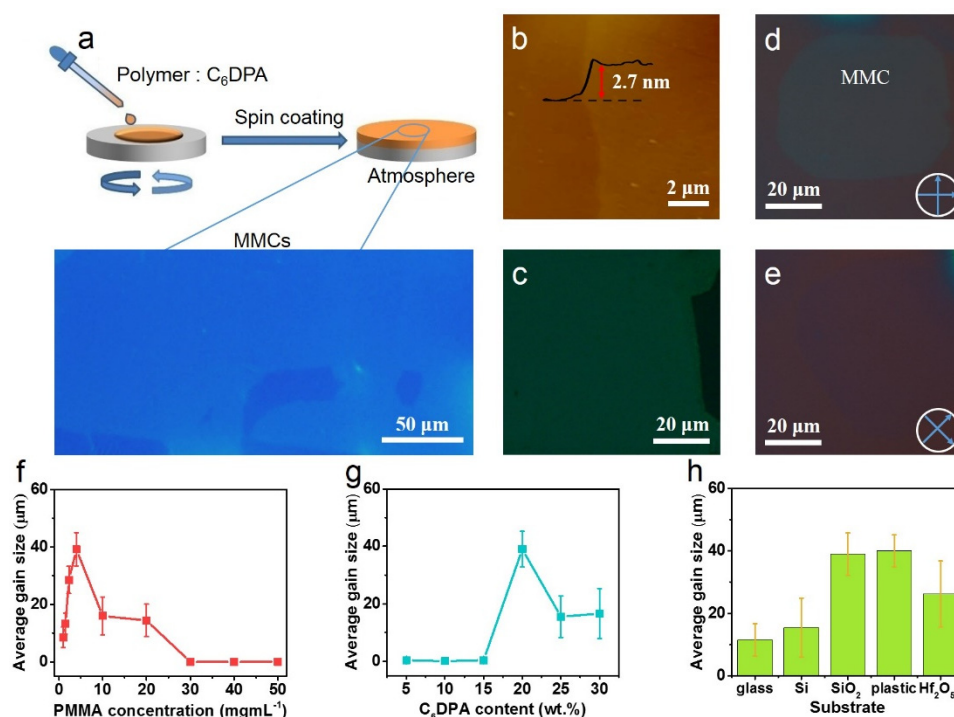 a
Polymer : C₆DPA
Spin coating
Atmosphere
MMCs
50 μm
b
2.7 nm
2 μm
c
20 μm
d
MMC
20 μm
e
20 μm
f
60
40
20
0
Average gain size (μm)
0 10 20 30 40 50
PMMA concentration (mgmL⁻¹)
g
60
40
20
0
Average gain size (μm)
5 10 15 20 25 30
C₆DPA content (wt.%)
h
60
40
20
0
Average gain size (μm)
glass Si SiO₂ plastic Hf₂O₅
Substrate